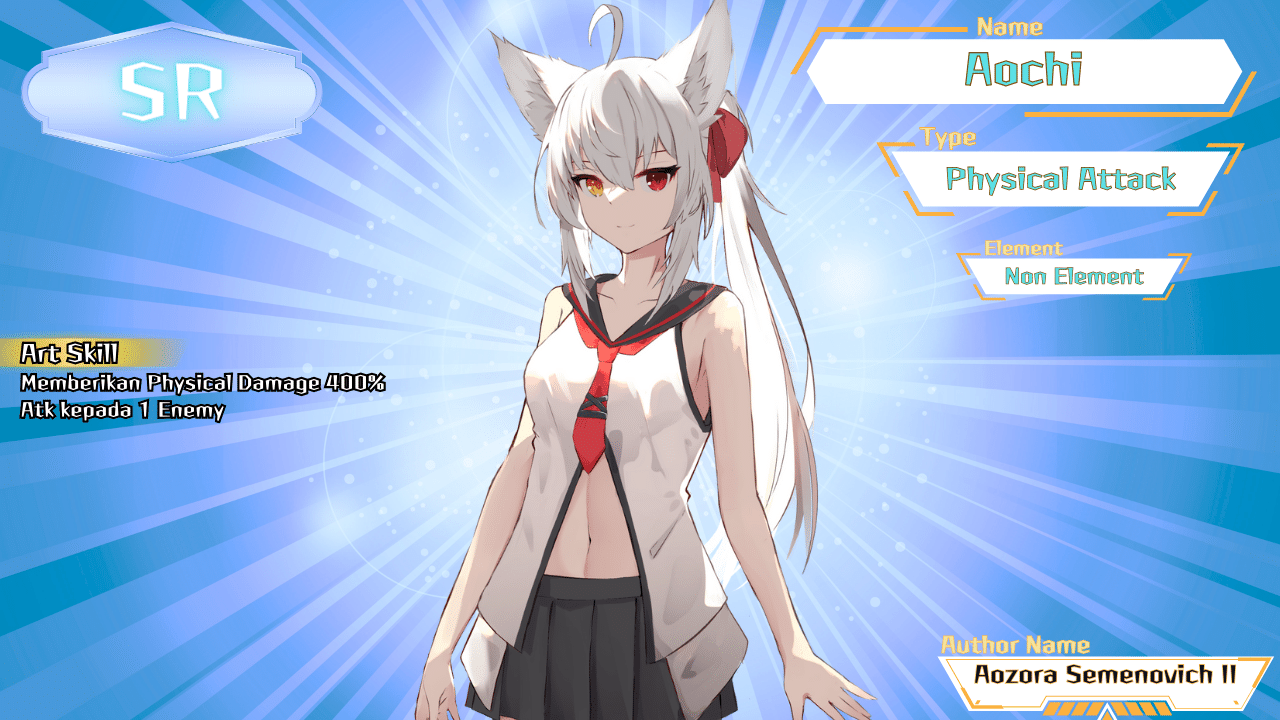 SR
Name
Aochi
Type
Physical Attack
Element
Non Element
Art Skill
Memberikan Physical Damage 400%
Atk kepada 1 Enemy
Author Name
Aozora Semenovich II